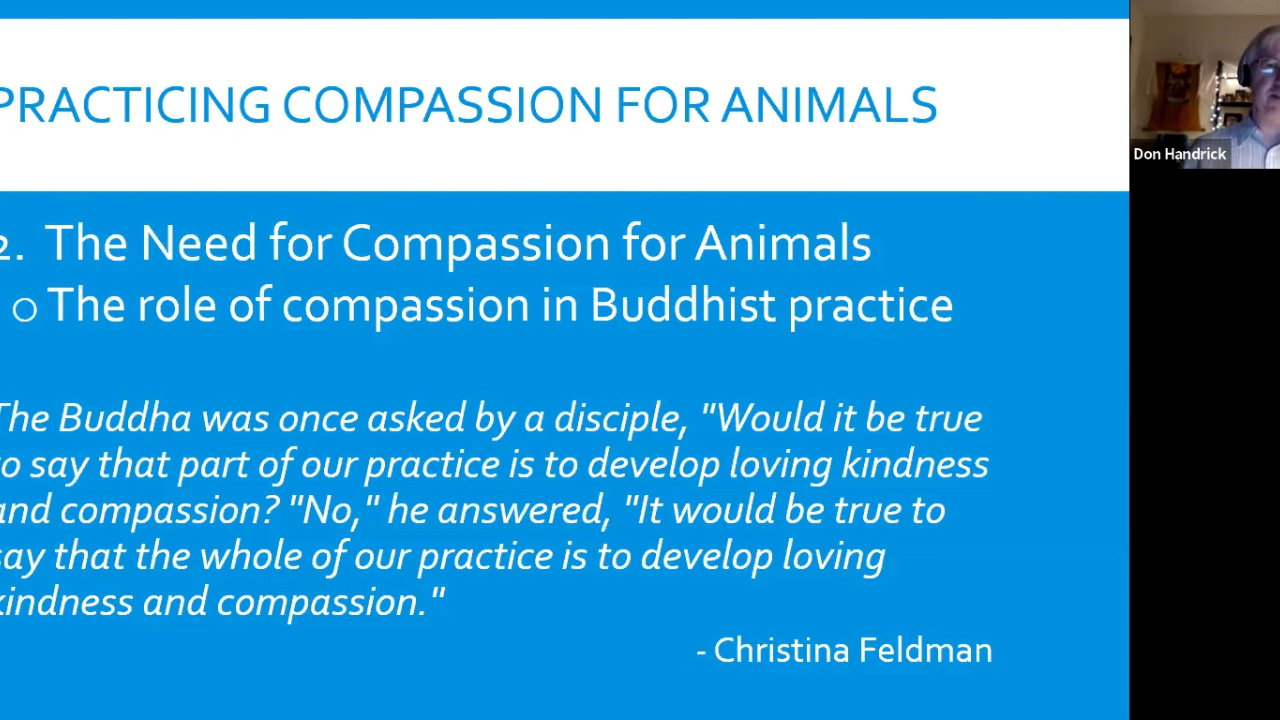 PRACTICING COMPASSION FOR ANIMALS
Don Handrick
2. The Need for Compassion for Animals
o The role of compassion in Buddhist practice
The Buddha was once asked by a disciple, "Would it be true
to say that part of our practice is to develop loving kindness
and compassion? "No," he answered, "It would be true to
say that the whole of our practice is to develop loving
kindness and compassion."
- Christina Feldman